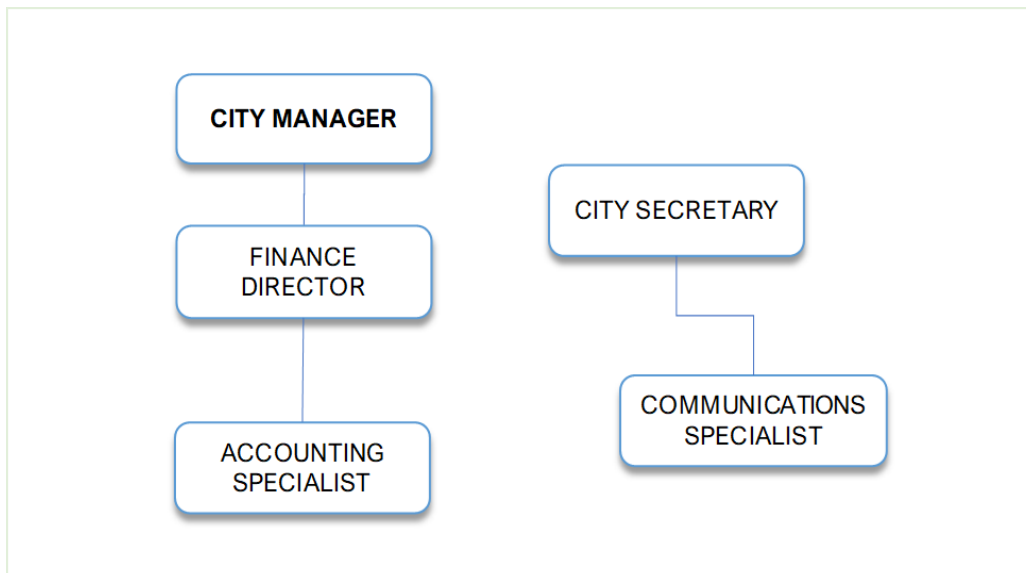 CITY MANAGER
FINANCE
DIRECTOR
ACCOUNTING
SPECIALIST
CITY SECRETARY
COMMUNICATIONS
SPECIALIST